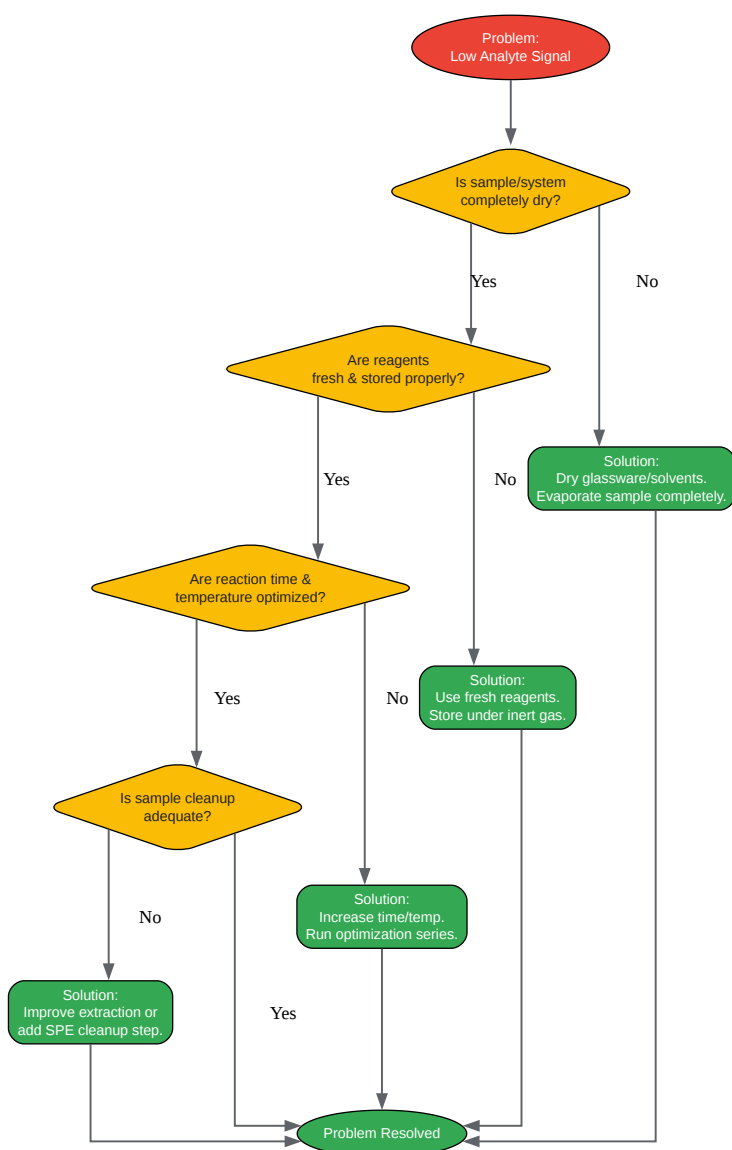 Problem:
Low Analyte Signal
Is sample/system
completely dry?
Yes
No
Are reagents
fresh & stored properly?
Solution:
Dry glassware/solvents.
Evaporate sample completely.
Yes
No
Are reaction time &
temperature optimized?
Solution:
Use fresh reagents.
Store under inert gas.
Yes
No
Is sample cleanup
adequate?
Solution:
Increase time/temp.
Run optimization series.
No
Yes
Solution:
Improve extraction or
add SPE cleanup step.
Problem Resolved